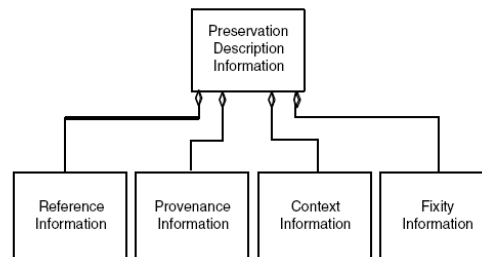 Preservation
Description
Information
Reference
Information
Provenance
Information
Context
Information
Fixity
Information